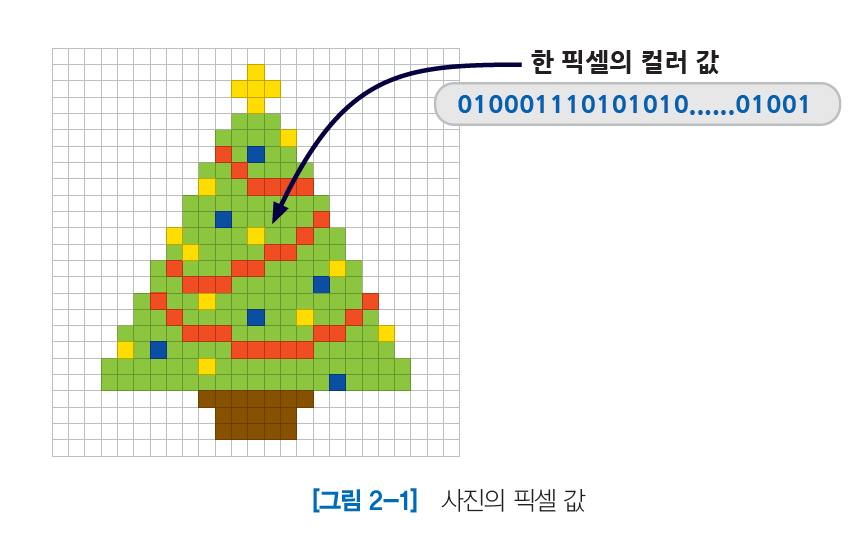 한 픽셀의 컬러 값
010001110101010......01001
[그림 2-1] 사진의 픽셀 값